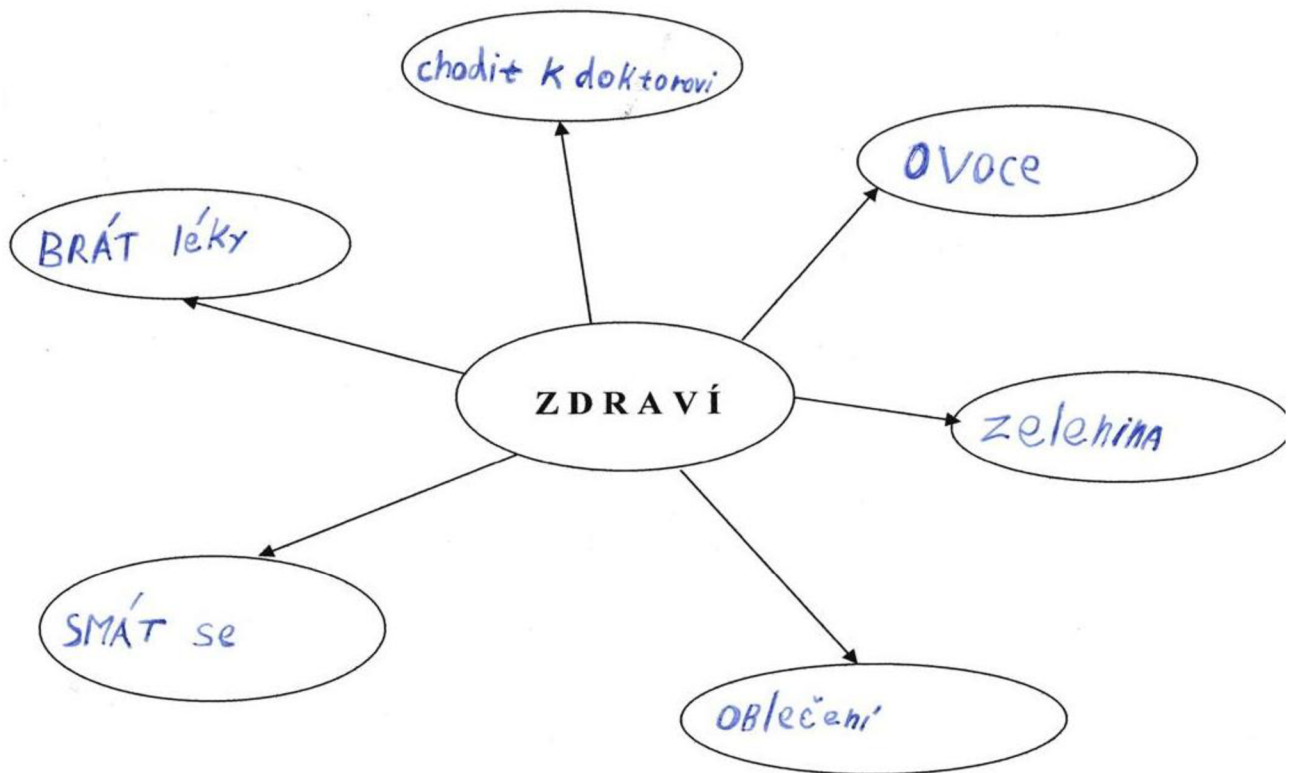 chodit k doktorovi
ovoce
BRÁT léky
ZDRAVÍ
zelenina
SMÁT se
OBlečení